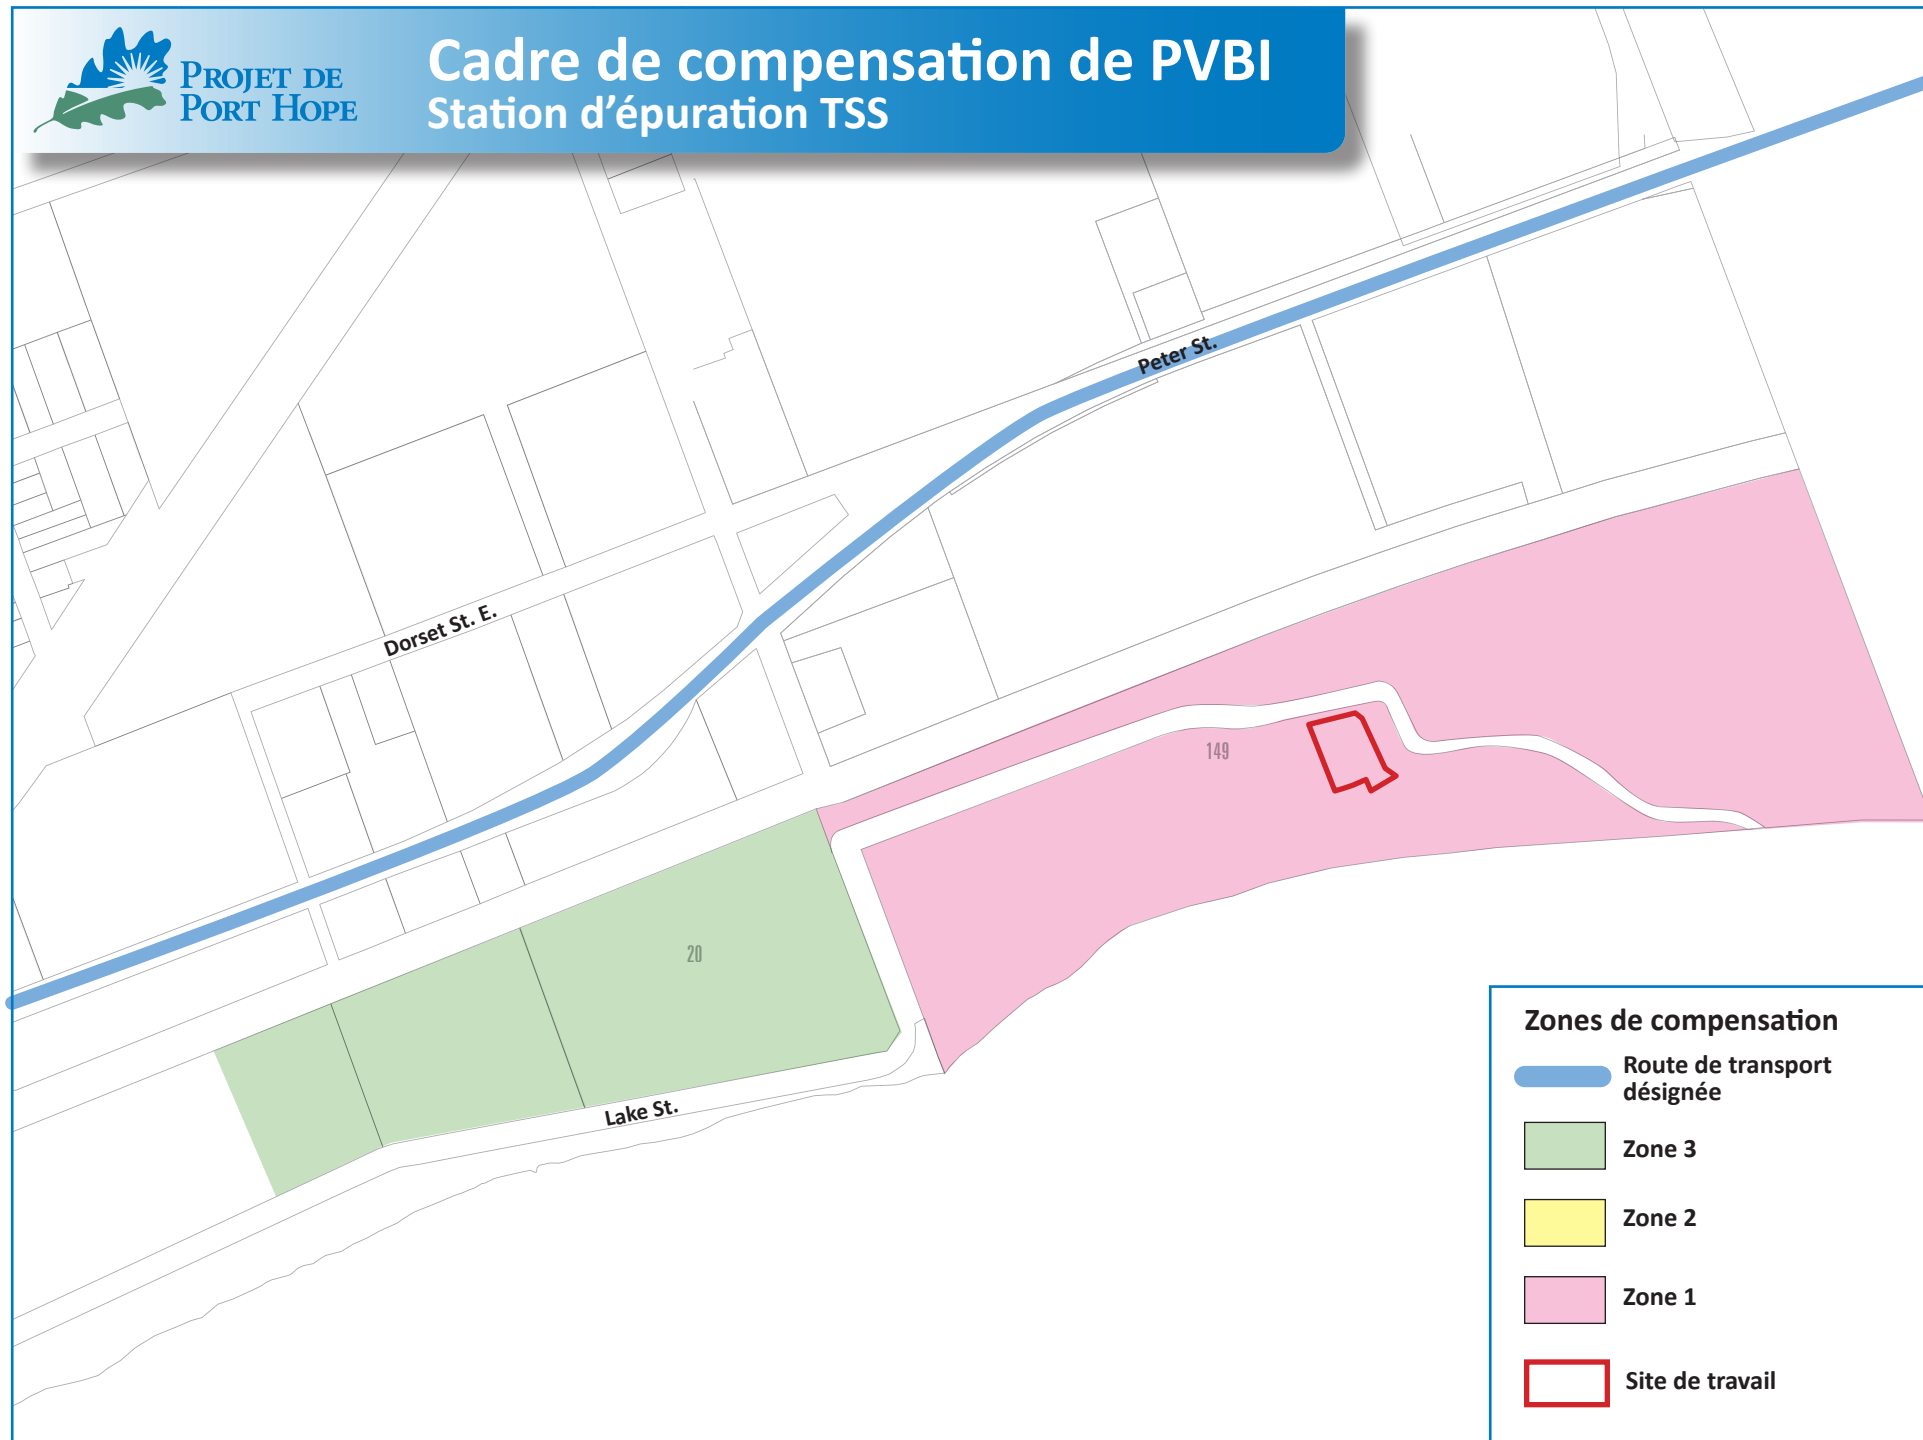 PROJET DE
PORT HOPE
Cadre de compensation de PVBI
Station d'épuration TSS
Peter St.
Dorset St. E.
149
20
Lake St.
Zones de compensation
Route de transport
désignée
Zone 3
Zone 2
Zone 1
Site de travail